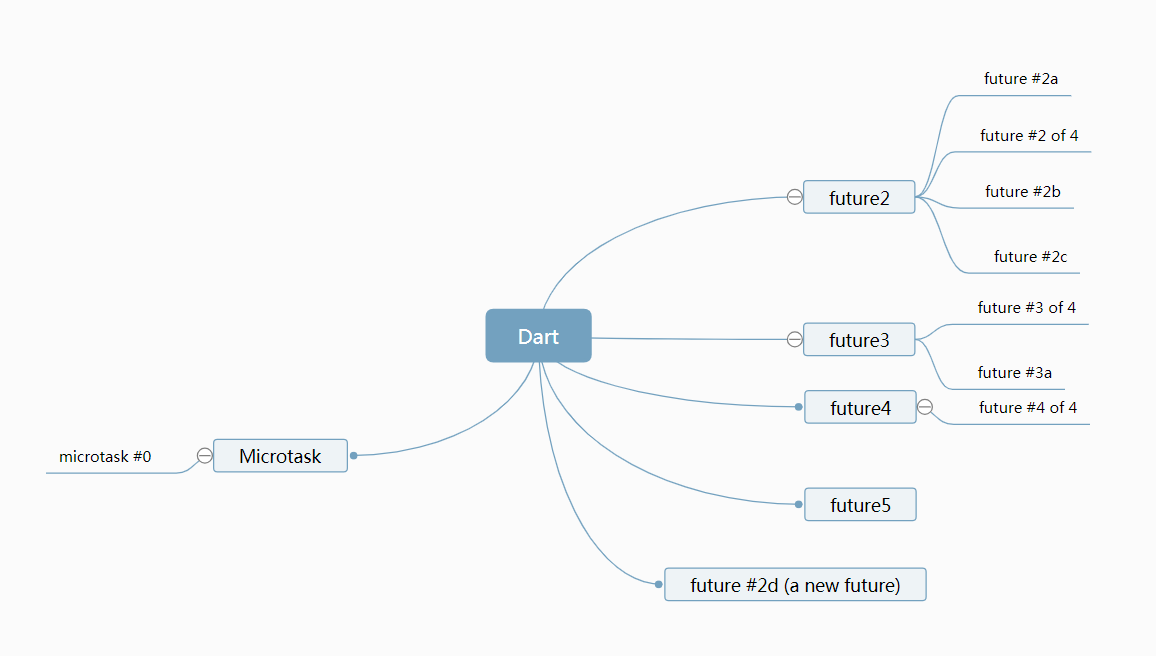 Dart
future2
future #2a
future #2 of 4
future #2b
future #2c
future3
future #3 of 4
future #3a
future4
future #4 of 4
future5
future #2d (a new future)
Microtask
microtask #0